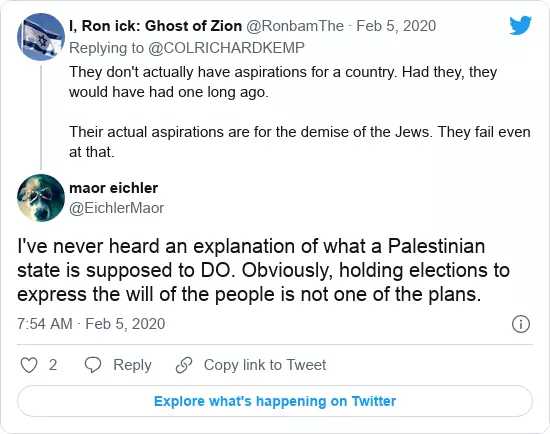 I, Ron ick: Ghost of Zion @RonbamThe · Feb 5, 2020
Replying to @COLRICHARDKEMP
They don't actually have aspirations for a country. Had they, they
would have had one long ago.
Their actual aspirations are for the demise of the Jews. They fail even
at that.
maor eichler
@EichlerMaor
I've never heard an explanation of what a Palestinian
state is supposed to DO. Obviously, holding elections to
express the will of the people is not one of the plans.
7:54 AM · Feb 5, 2020
2 Reply Copy link to Tweet
Explore what's happening on Twitter